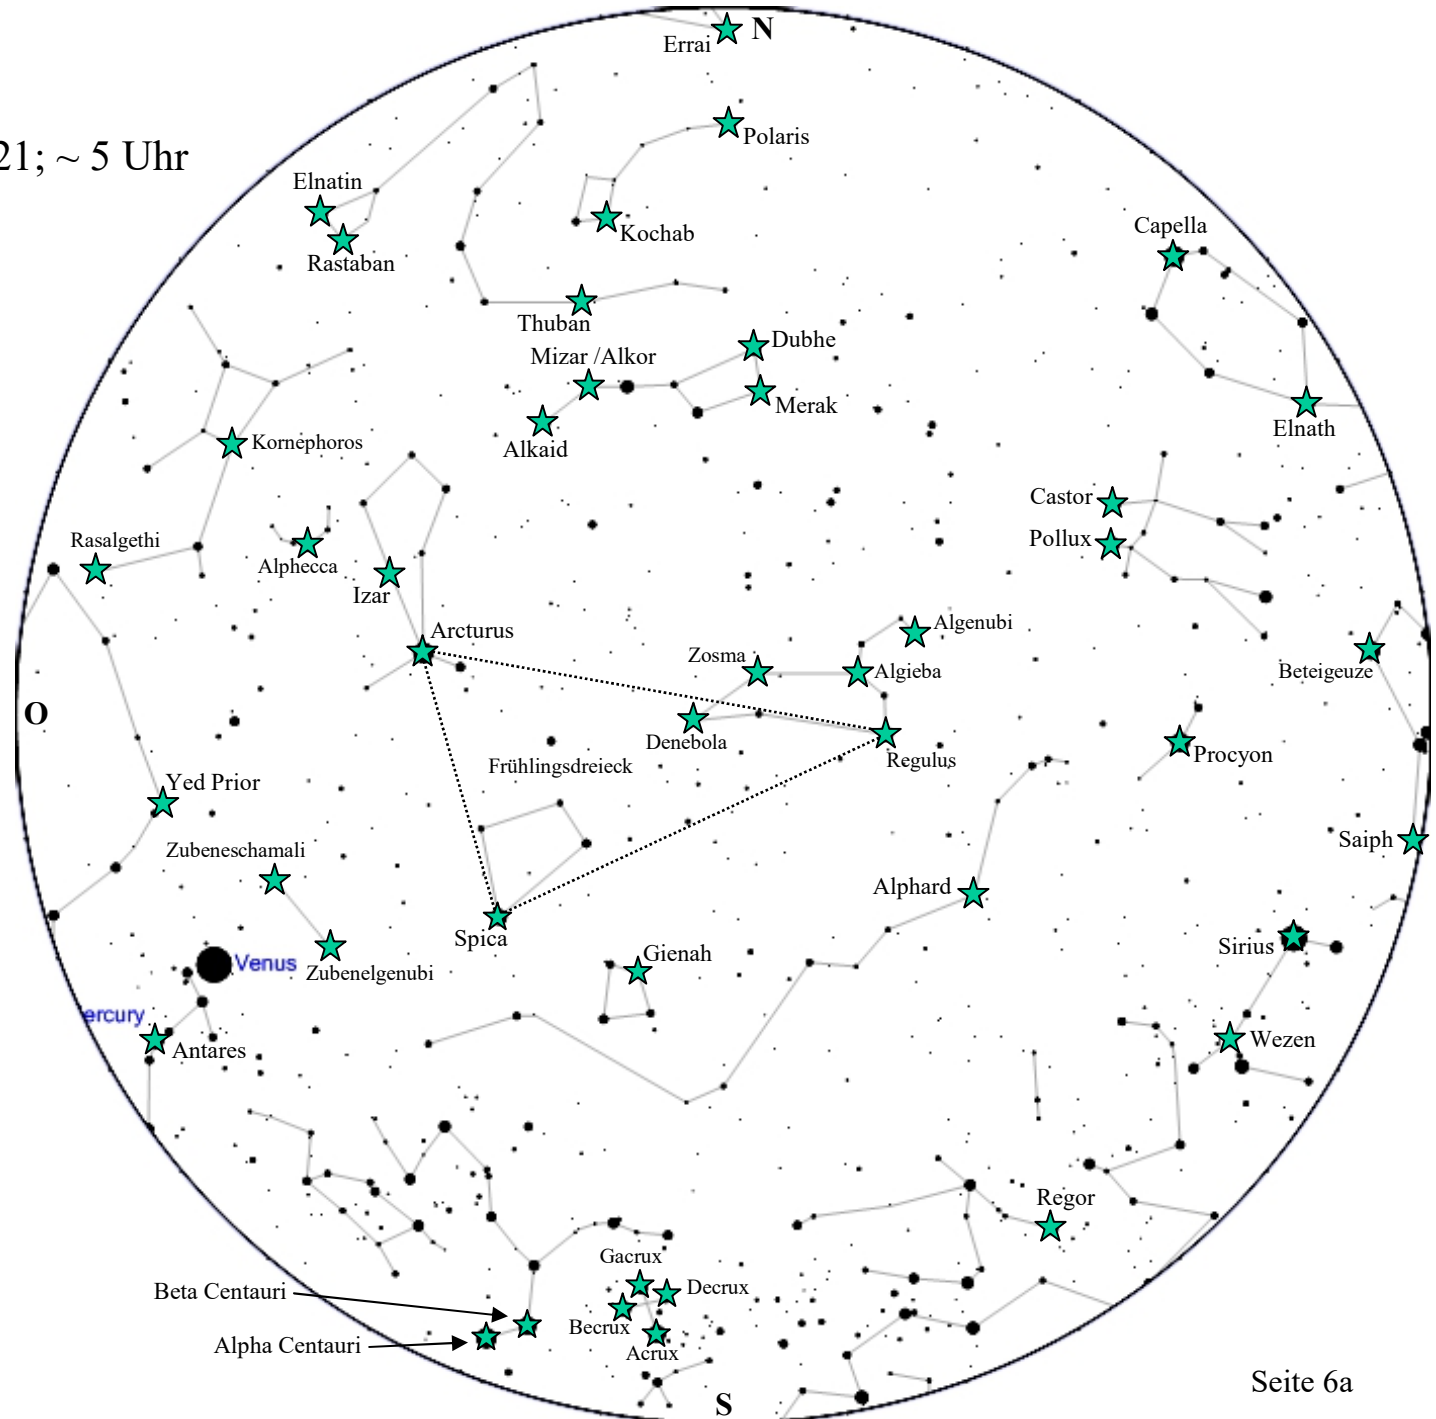 N
Errai
Polaris
21; ~ 5 Uhr
Elnatin
Kochab
Capella
Rastaban
Thuban
Dubhe
Mizar /Alkor
Merak
Alkaid
Elnath
Kornephoros
Castor
Rasalgethi
Pollux
Alphecca
Izar
Arcturus
Algenubi
Zosma
Algieba
Beteigeuze
O
Denebola
Regulus
Procyon
Frühlingsdreieck
Yed Prior
Saiph
Zubeneschamali
Alphard
Spica
Sirius
Gienah
Venus
Zubenelgenubi
ercury
Antares
Wezen
Regor
Gacrux
Beta Centauri
Decrux
Becrux
Alpha Centauri
Acrux
Seite 6a
S